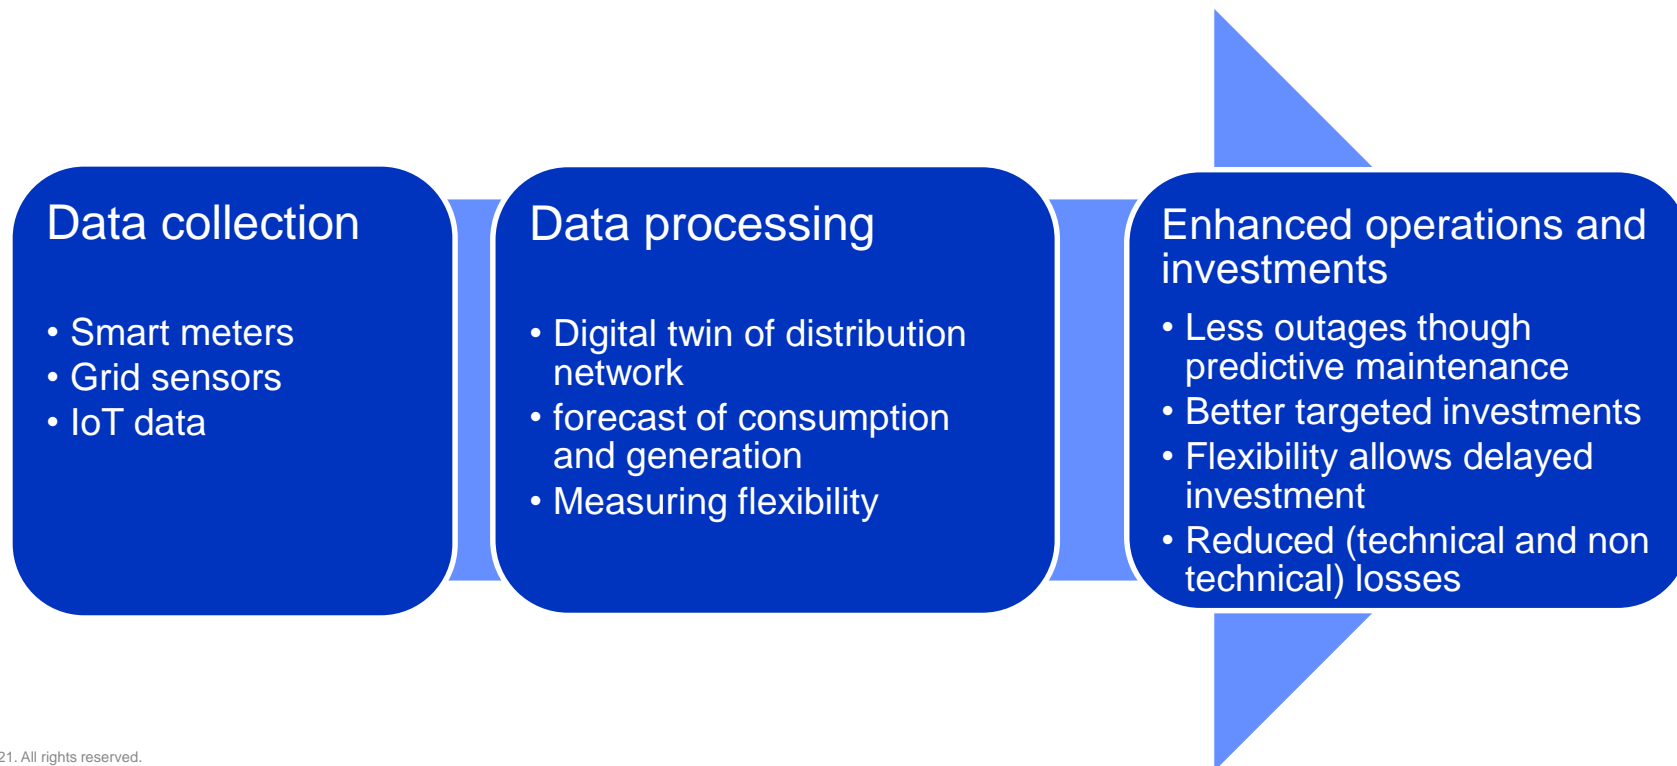 Data collection
• Smart meters
• Grid sensors
• IoT data
Data processing
• Digital twin of distribution
network
• forecast of consumption
and generation
• Measuring flexibility
Enhanced operations and
investments
• Less outages though
predictive maintenance
• Better targeted investments
• Flexibility allows delayed
investment
• Reduced (technical and non
technical) losses
21. All rights reserved.